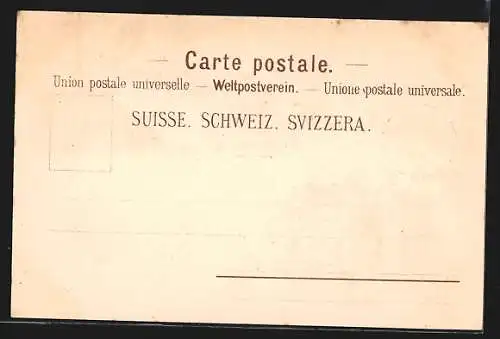 — Carte postale. —
Union postale universelle — Weltpostverein. — Unione postale universale.
SUISSE. SCHWEIZ. SVIZZERA.